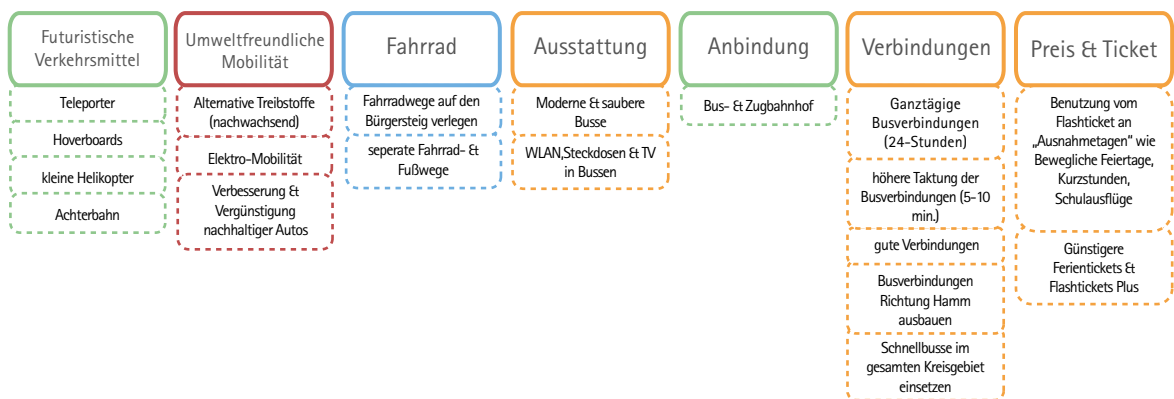 Futuristische
Verkehrsmittel
Teleporter
Hoverboards
kleine Helikopter
Achterbahn
Umweltfreundliche
Mobilität
Alternative Treibstoffe
(nachwachsend)
Elektro-Mobilität
Verbesserung &
Vergünstigung
nachhaltiger Autos
Fahrrad
Fahrradwege auf den
Bürgersteig verlegen
seperate Fahrrad- &
Fußwege
Ausstattung
Moderne & saubere
Busse
WLAN,Steckdosen & TV
in Bussen
Anbindung
Bus- & Zugbahnhof
Verbindungen
Ganztägige
Busverbindungen
(24-Stunden)
höhere Taktung der
Busverbindungen (5-10
min.)
gute Verbindungen
Busverbindungen
Richtung Hamm
ausbauen
Schnellbusse im
gesamten Kreisgebiet
einsetzen
Preis & Ticket
Benutzung vom
Flashticket an
„Ausnahmetagen“ wie
Bewegliche Feiertage,
Kurzstunden,
Schulausflüge
Günstigere
Ferientickets &
Flashtickets Plus